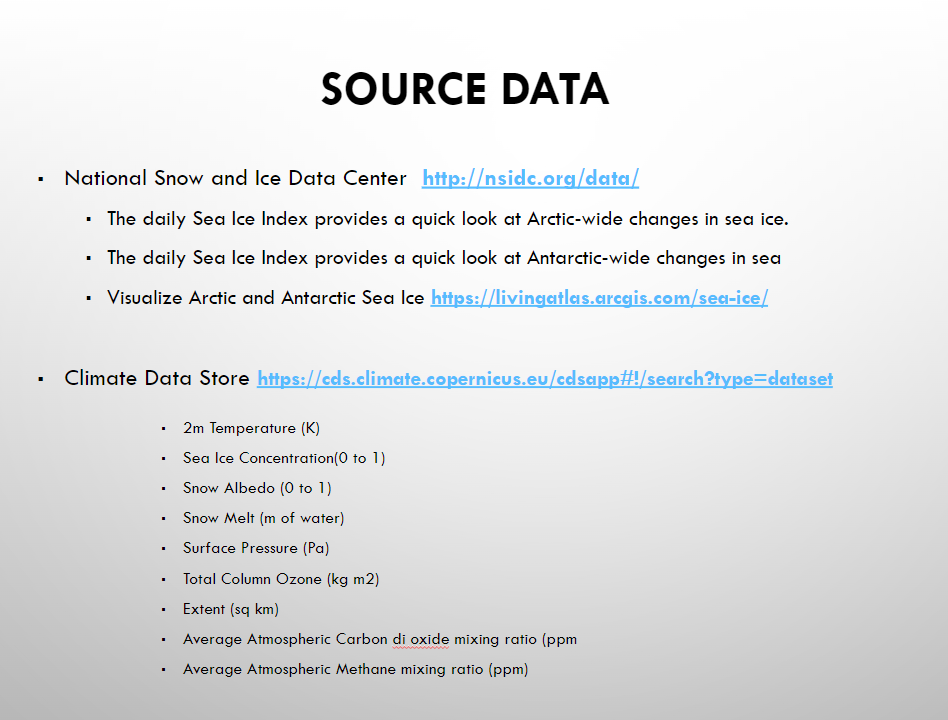 SOURCE DATA
▪ National Snow and Ice Data Center http://nsidc.org/data/
▪ The daily Sea Ice Index provides a quick look at Arctic-wide changes in sea ice.
▪ The daily Sea Ice Index provides a quick look at Antarctic-wide changes in sea
▪ Visualize Arctic and Antarctic Sea Ice https://livingatlas.arcgis.com/sea-ice/
▪ Climate Data Store https://cds.climate.copernicus.eu/cdsapp#!/search?type=dataset
▪ 2m Temperature (K)
▪ Sea Ice Concentration(0 to 1)
▪ Snow Albedo (0 to 1)
▪ Snow Melt (m of water)
▪ Surface Pressure (Pa)
▪ Total Column Ozone (kg m2)
▪ Extent (sq km)
▪ Average Atmospheric Carbon di oxide mixing ratio (ppm
▪ Average Atmospheric Methane mixing ratio (ppm)